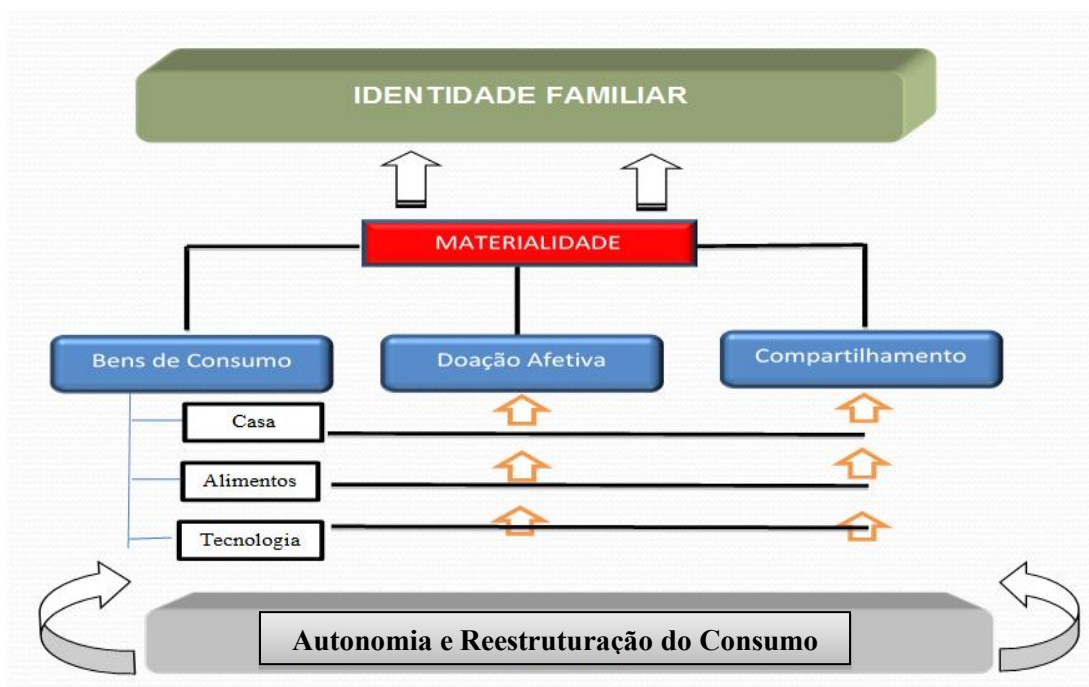 IDENTIDADE FAMILIAR
MATERIALIDADE
Bens de Consumo
Doação Afetiva
Compartilhamento
Casa
Alimentos
Tecnologia
Autonomia e Reestruturação do Consumo